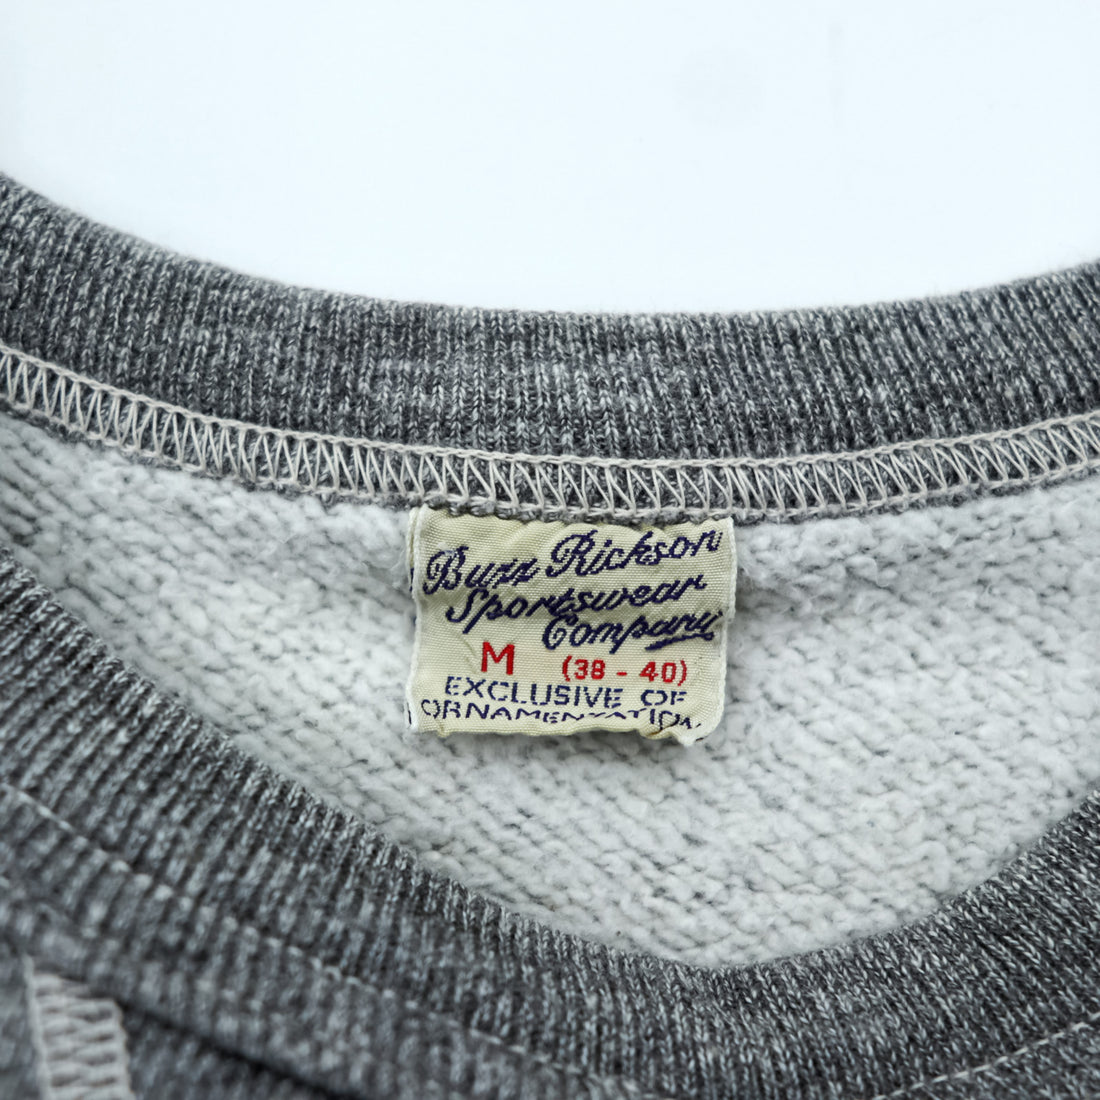 Buzz Rickson
Sportswear
Company
M (38 - 40)
EXCLUSIVE OF
ORNAMENTATION